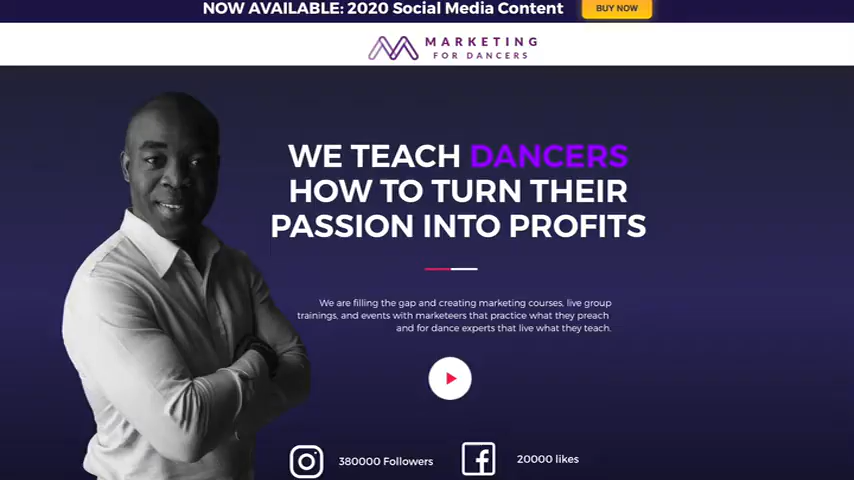 NOW AVAILABLE: 2020 Social Media Content
BUY NOW
MARKETING
FOR DANCERS
WE TEACH DANCERS
HOW TO TURN THEIR
PASSION INTO PROFITS
We are filling the gap and creating marketing courses, live group
trainings, and events with marketeers that practice what they preach
and for dance experts that live what they teach.
380000 Followers
20000 likes